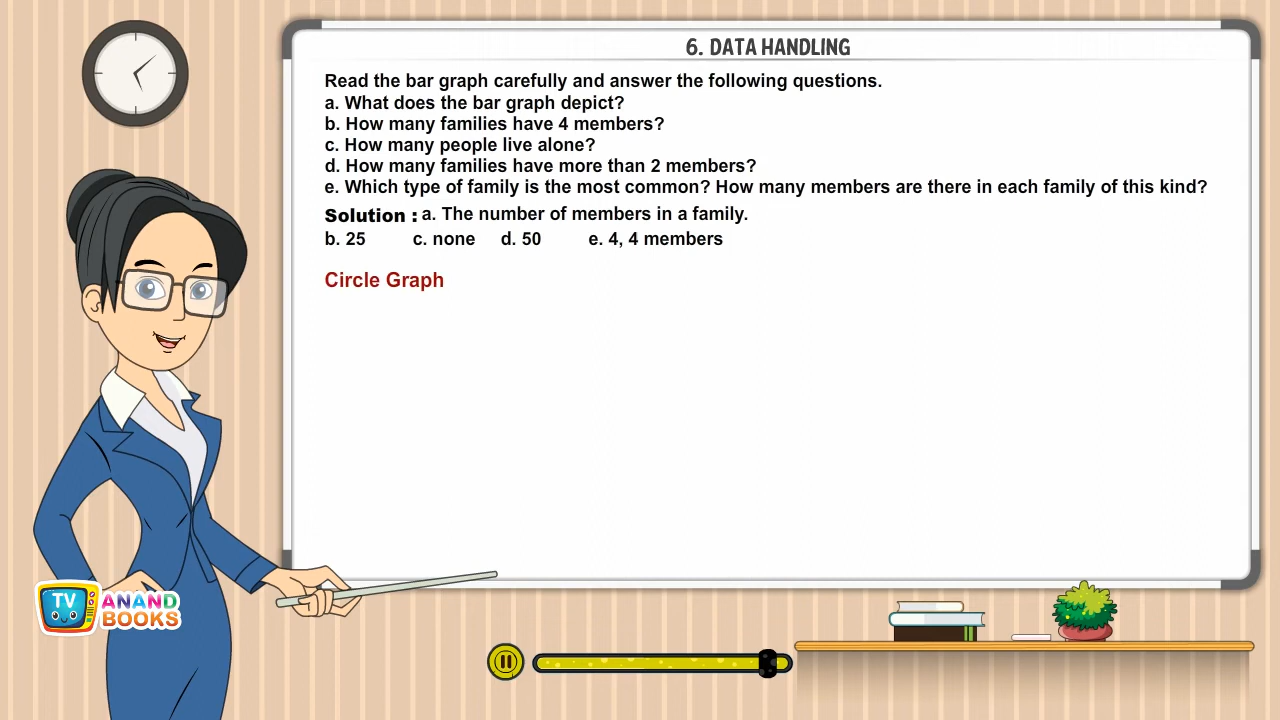 6. DATA HANDLING
Read the bar graph carefully and answer the following questions.
a. What does the bar graph depict?
b. How many families have 4 members?
c. How many people live alone?
d. How many families have more than 2 members?
e. Which type of family is the most common? How many members are there in each family of this kind?
Solution : a. The number of members in a family.
b. 25 c. none d. 50 e. 4, 4 members
Circle Graph
TV ANAND
BOOKS